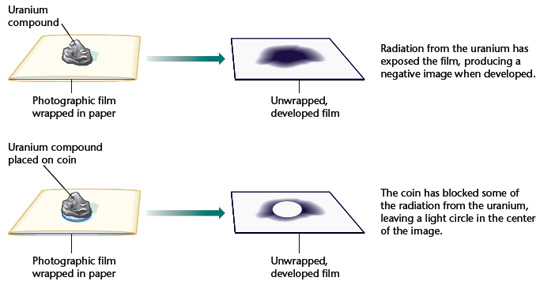 Uranium
compound
Photographic film
wrapped in paper
Unwrapped,
developed film
Radiation from the uranium has
exposed the film, producing a
negative image when developed.
Uranium compound
placed on coin
Photographic film
wrapped in paper
Unwrapped,
developed film
The coin has blocked some of
the radiation from the uranium,
leaving a light circle in the center
of the image.